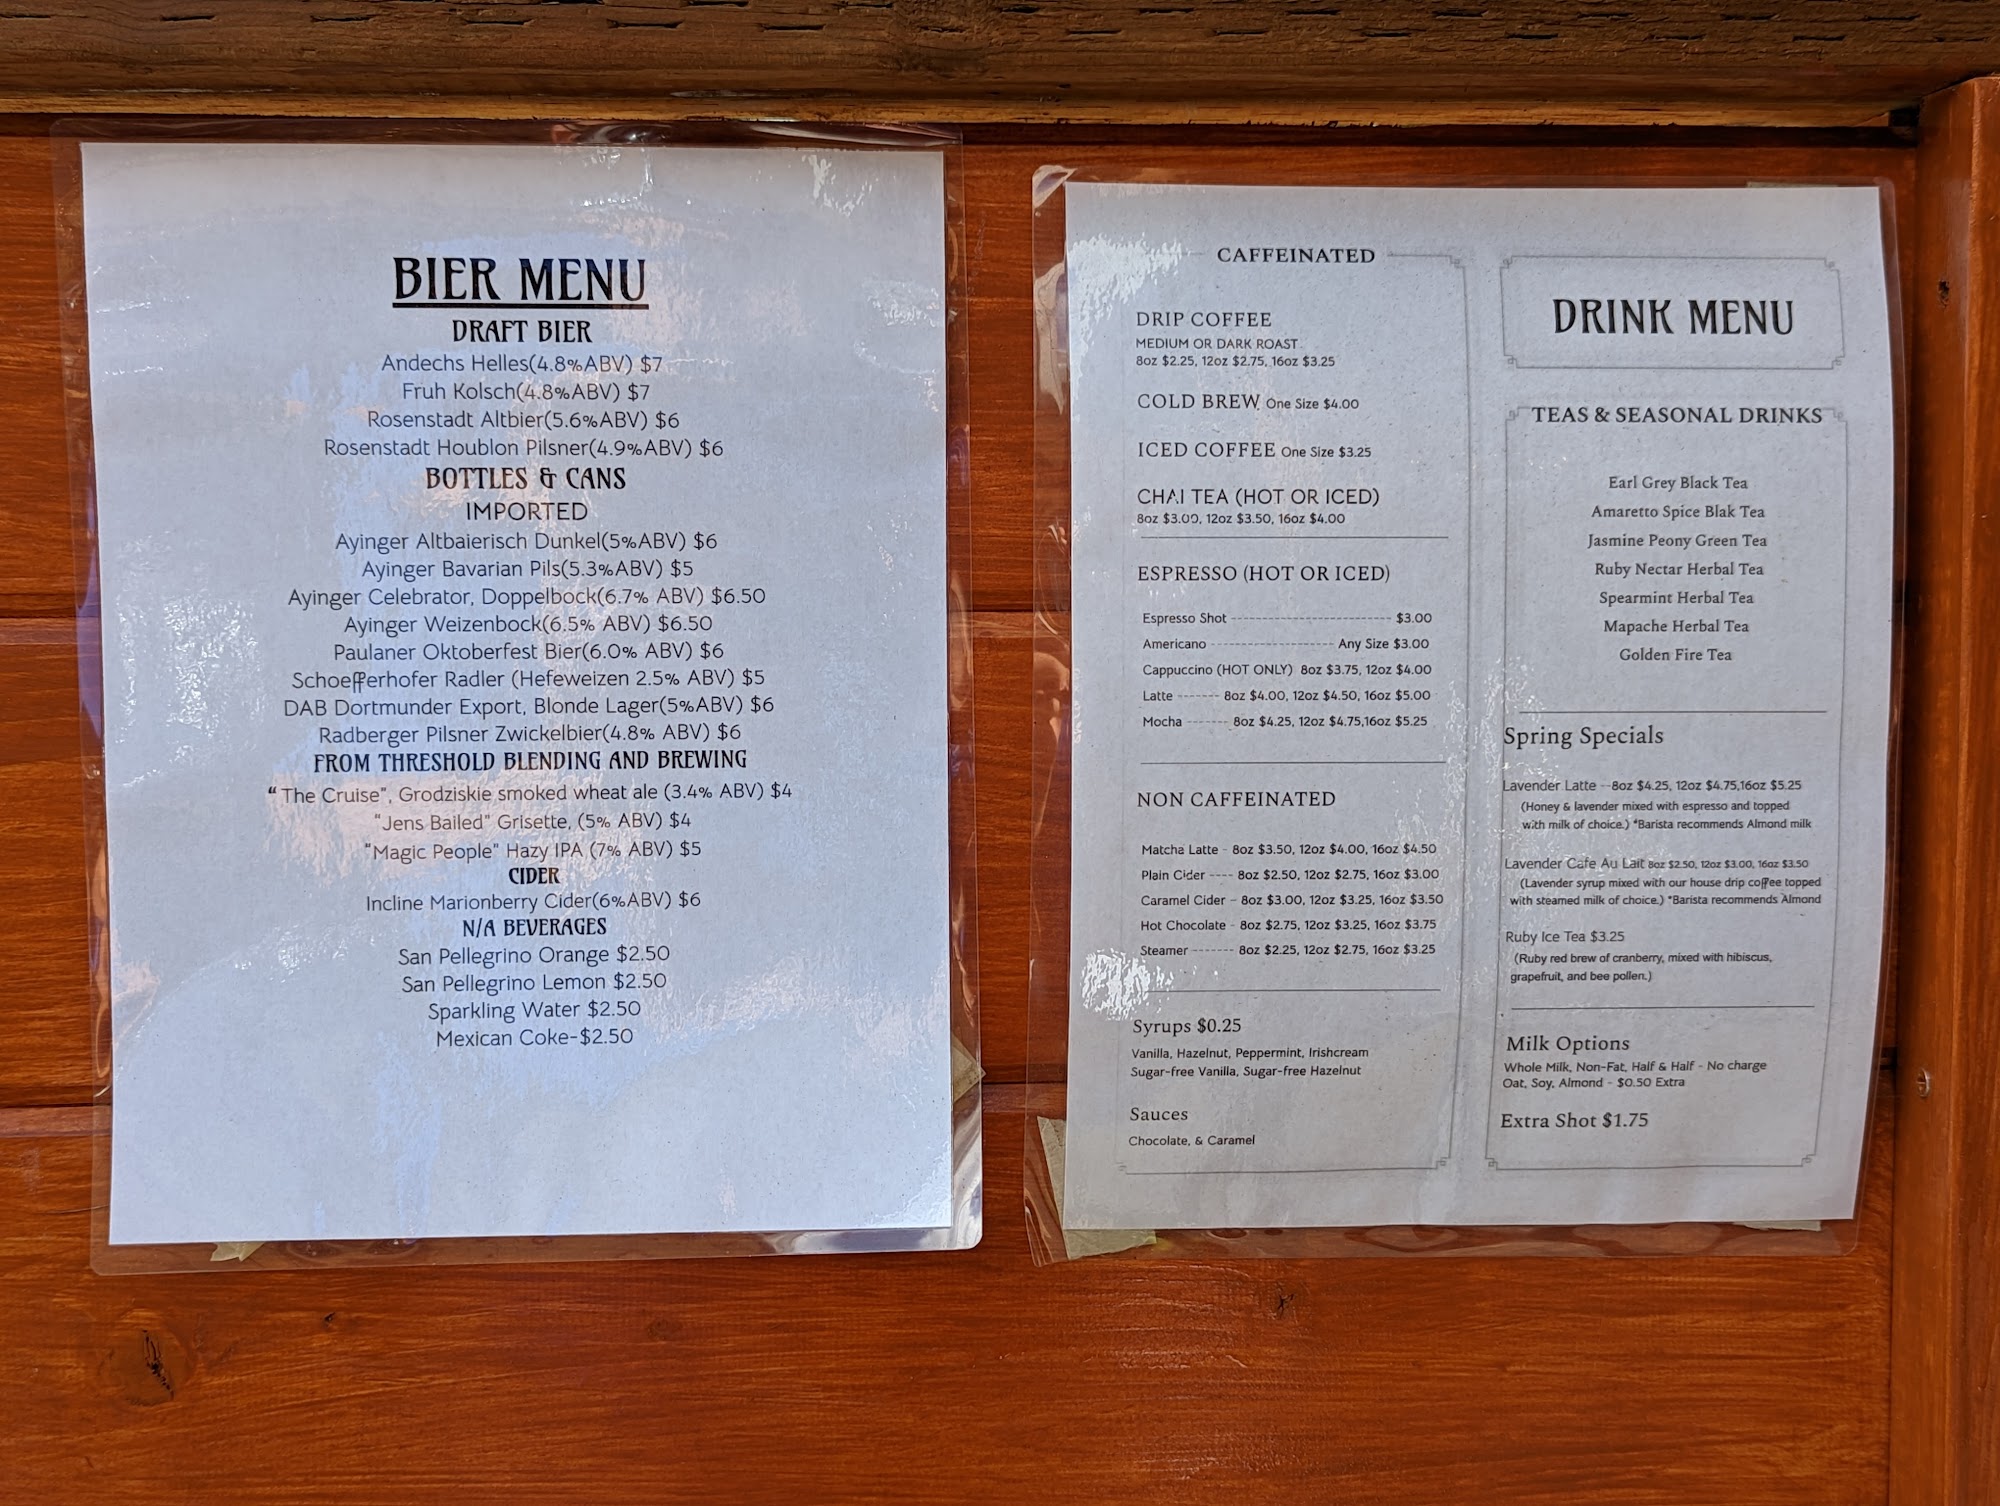 BIER MENU
DRAFT BIER
Andechs Helles(4.8%ABV) $7
Fruh Kolsch(4.8%ABV) $7
Rosenstadt Altbier(5.6%ABV) $6
Rosenstadt Houblon Pilsner(4.9%ABV) $6
BOTTLES & CANS
IMPORTED
Ayinger Altbaierisch Dunkel(5%ABV) $6
Ayinger Bavarian Pils(5.3%ABV) $5
Ayinger Celebrator, Doppelbock(6.7% ABV) $6.50
Ayinger Weizenbock(6.5% ABV) $6.50
Paulaner Oktoberfest Bier(6.0% ABV) $6
Schoefferhofer Radler (Hefeweizen 2.5% ABV) $5
DAB Dortmunder Export, Blonde Lager(5%ABV) $6
Radberger Pilsner Zwickelbier(4.8% ABV) $6
FROM THRESHOLD BLENDING AND BREWING
"The Cruise", Grodziskie smoked wheat ale (3.4% ABV) $4
"Jens Bailed" Grisette, (5% ABV) $4
"Magic People" Hazy IPA (7% ABV) $5
CIDER
Incline Marionberry Cider(6%ABV) $6
N/A BEVERAGES
San Pellegrino Orange $2.50
San Pellegrino Lemon $2.50
Sparkling Water $2.50
Mexican Coke-$2.50
CAFFEINATED
DRIP COFFEE
MEDIUM OR DARK ROAST
8oz $2.25, 12oz $2.75, 16oz $3.25
COLD BREW One Size $4.00
ICED COFFEE One Size $3.25
CHAI TEA (HOT OR ICED)
8oz $3.00, 12oz $3.50, 16oz $4.00
ESPRESSO (HOT OR ICED)
Espresso Shot ---------------------- $3.00
Americano ---------------- Any Size $3.00
Cappuccino (HOT ONLY) 8oz $3.75, 12oz $4.00
Latte ------- 8oz $4.00, 12oz $4.50, 16oz $5.00
Mocha ------- 8oz $4.25, 12oz $4.75,16oz $5.25
NON CAFFEINATED
Matcha Latte - 8oz $3.50, 12oz $4.00, 16oz $4.50
Plain Cider ---- 8oz $2.50, 12oz $2.75, 16oz $3.00
Caramel Cider - 8oz $3.00, 12oz $3.25, 16oz $3.50
Hot Chocolate - 8oz $2.75, 12oz $3.25, 16oz $3.75
Steamer ------- 8oz $2.25, 12oz $2.75, 16oz $3.25
Syrups $0.25
Vanilla, Hazelnut, Peppermint, Irishcream
Sugar-free Vanilla, Sugar-free Hazelnut
Sauces
Chocolate, & Caramel
DRINK MENU
TEAS & SEASONAL DRINKS
Earl Grey Black Tea
Amaretto Spice Blak Tea
Jasmine Peony Green Tea
Ruby Nectar Herbal Tea
Spearmint Herbal Tea
Mapache Herbal Tea
Golden Fire Tea
Spring Specials
Lavender Latte --8oz $4.25, 12oz $4.75,16oz $5.25
(Honey & lavender mixed with espresso and topped
with milk of choice.) *Barista recommends Almond milk
Lavender Cafe Au Lait 8oz $2.50, 12oz $3.00, 16oz $3.50
(Lavender syrup mixed with our house drip coffee topped
with steamed milk of choice.) *Barista recommends Almond
Ruby Ice Tea $3.25
(Ruby red brew of cranberry, mixed with hibiscus,
grapefruit, and bee pollen.)
Milk Options
Whole Milk, Non-Fat, Half & Half - No charge
Oat, Soy, Almond - $0.50 Extra
Extra Shot $1.75